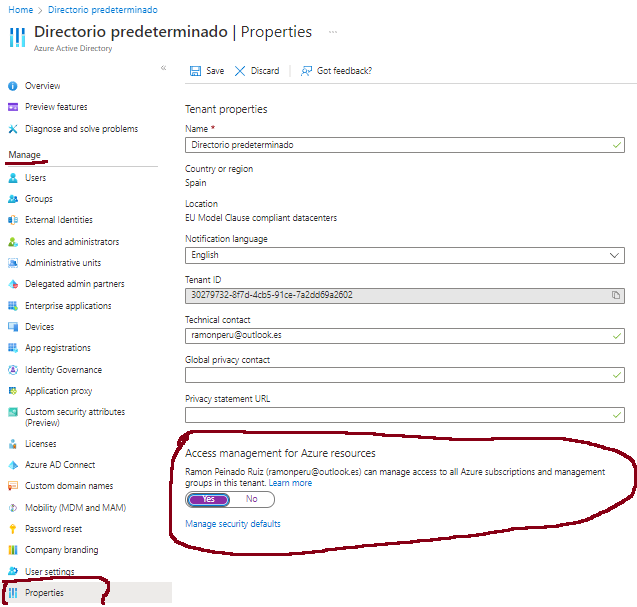 Home > Directorio predeterminado
Directorio predeterminado | Properties ...
Azure Active Directory
«
Save Discard Got feedback?
Overview
Preview features
Diagnose and solve problems
Manage
Users
Groups
External Identities
Roles and administrators
Administrative units
Delegated admin partners
Enterprise applications
Devices
App registrations
Identity Governance
Application proxy
Custom security attributes
(Preview)
Licenses
Azure AD Connect
Custom domain names
Mobility (MDM and MAM)
Password reset
Company branding
User settings
Properties
Tenant properties
Name *
Directorio predeterminado
Country or region
Spain
Location
EU Model Clause compliant datacenters
Notification language
English
Tenant ID
30279732-8f7d-4cb5-91ce-7a2dd69a2602
Technical contact
ramonperu@outlook.es
Global privacy contact
Privacy statement URL
Access management for Azure resources
Ramon Peinado Ruiz (ramonperu@outlook.es) can manage access to all Azure subscriptions and management
groups in this tenant. Learn more
Yes No
Manage security defaults